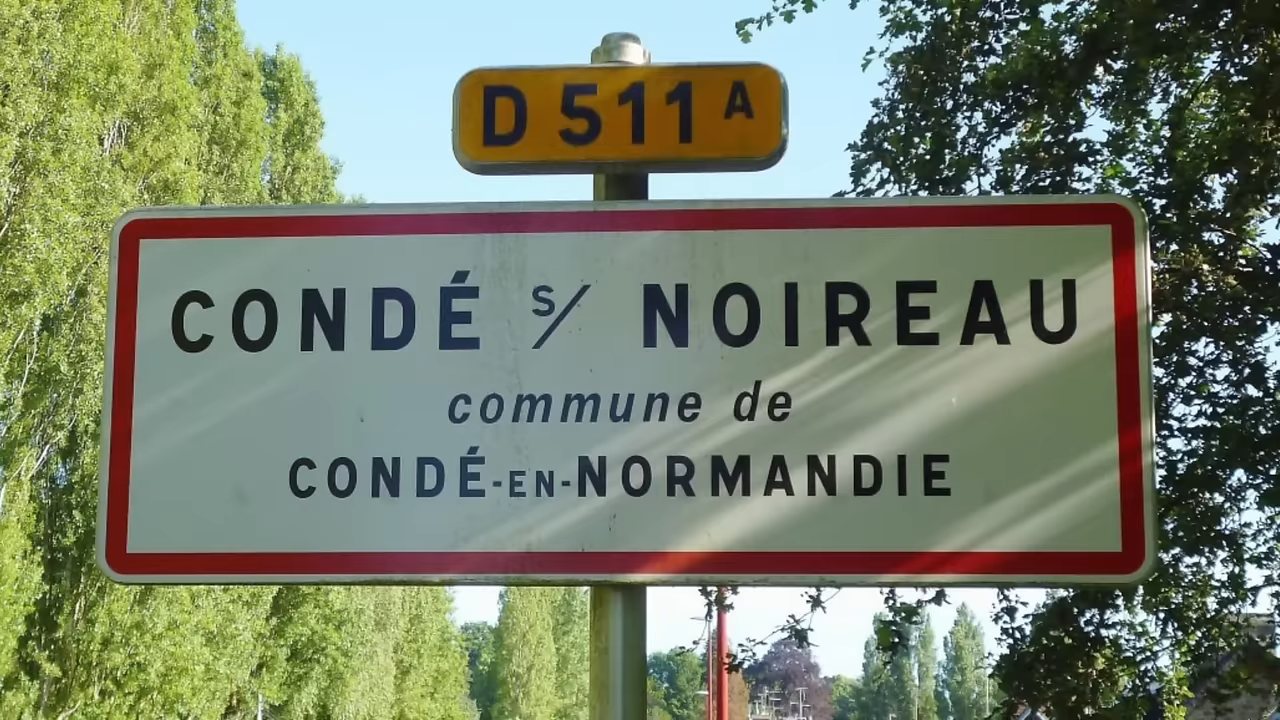 D 511 A
CONDÉ S/ NOIREAU
commune de
CONDÉ-EN-NORMANDIE